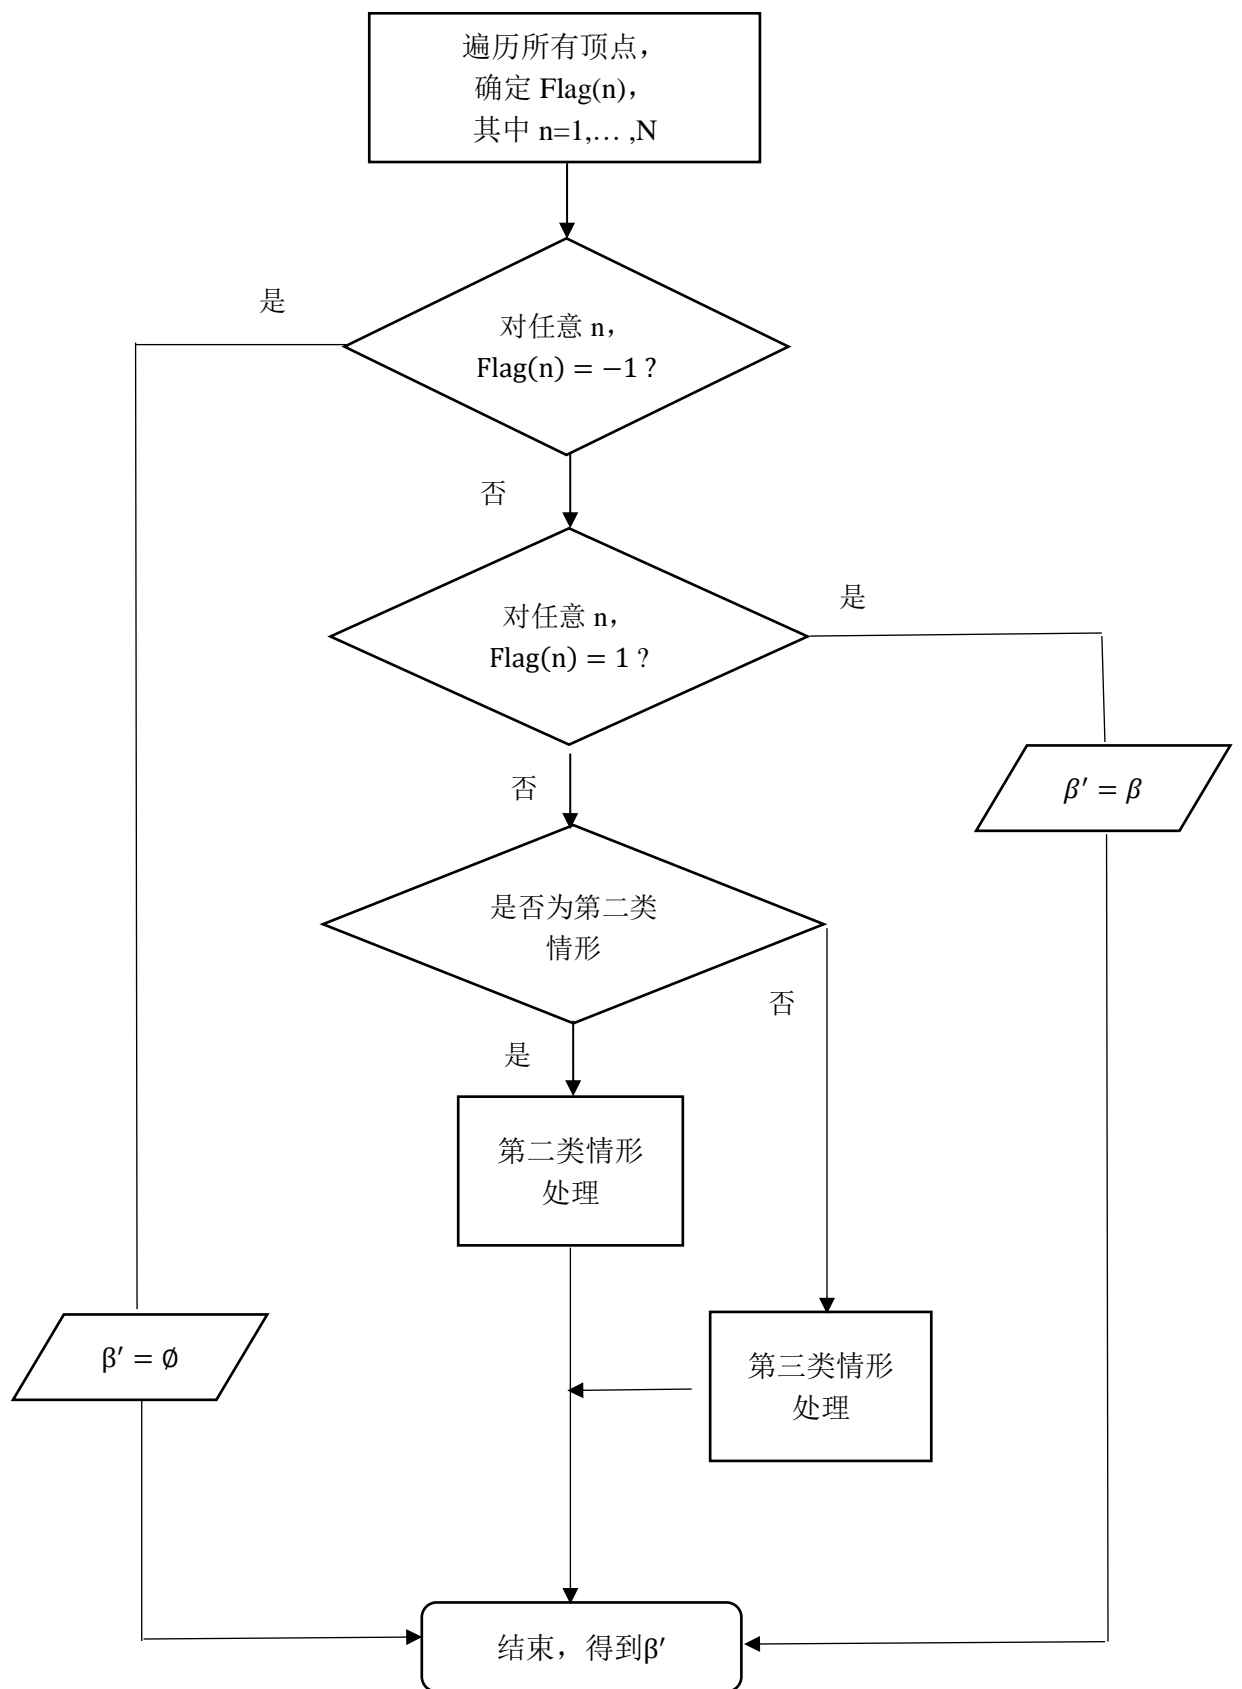 遍历所有顶点，
确定 Flag(n)，
其中 n=1,… ,N
是
对任意 n，
Flag(n) = −1 ?
否
对任意 n，
Flag(n) = 1 ?
是
β′ = β
否
是否为第二类
情形
否
是
第二类情形
处理
β′ = ∅
第三类情形
处理
结束，得到β′